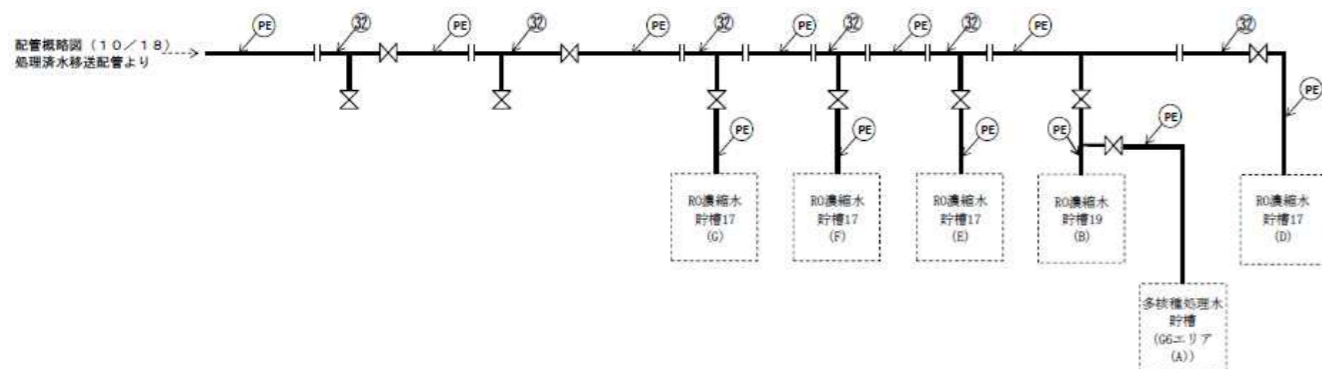 配管概略図（１０／１８）
処理済水移送配管より
PE
㉜
PE
㉜
PE
㉜
PE
㉜
PE
㉜
PE
㉜
PE
PE
PE
PE
PE
PE
RO濃縮水
貯槽17
(G)
RO濃縮水
貯槽17
(F)
RO濃縮水
貯槽17
(E)
RO濃縮水
貯槽19
(B)
RO濃縮水
貯槽17
(D)
多核種処理水
貯槽
(G6エリア
(A))